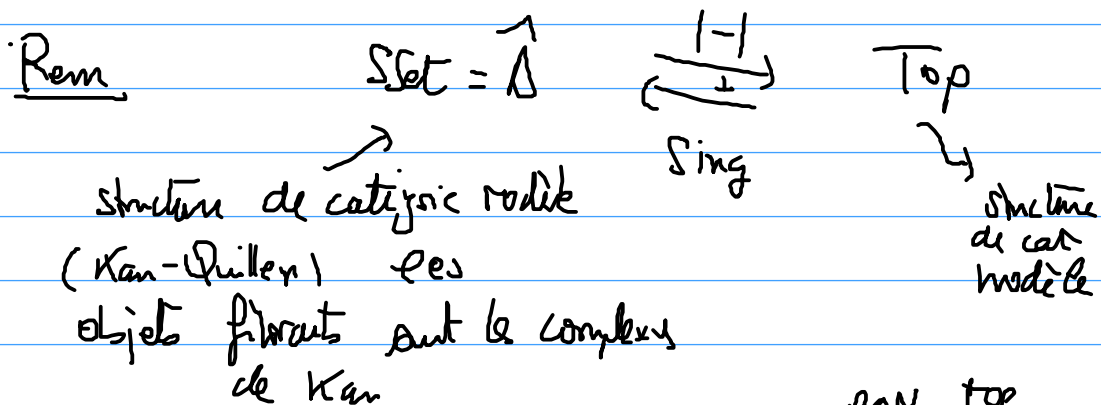 Rem SSet = Δ̂ |-| ⊥ Top
Sing
structure de catégorie modèle
(Kan-Quillen) les
objets fibrants sont les complexes
de Kan
structure
de cat
modèle
top